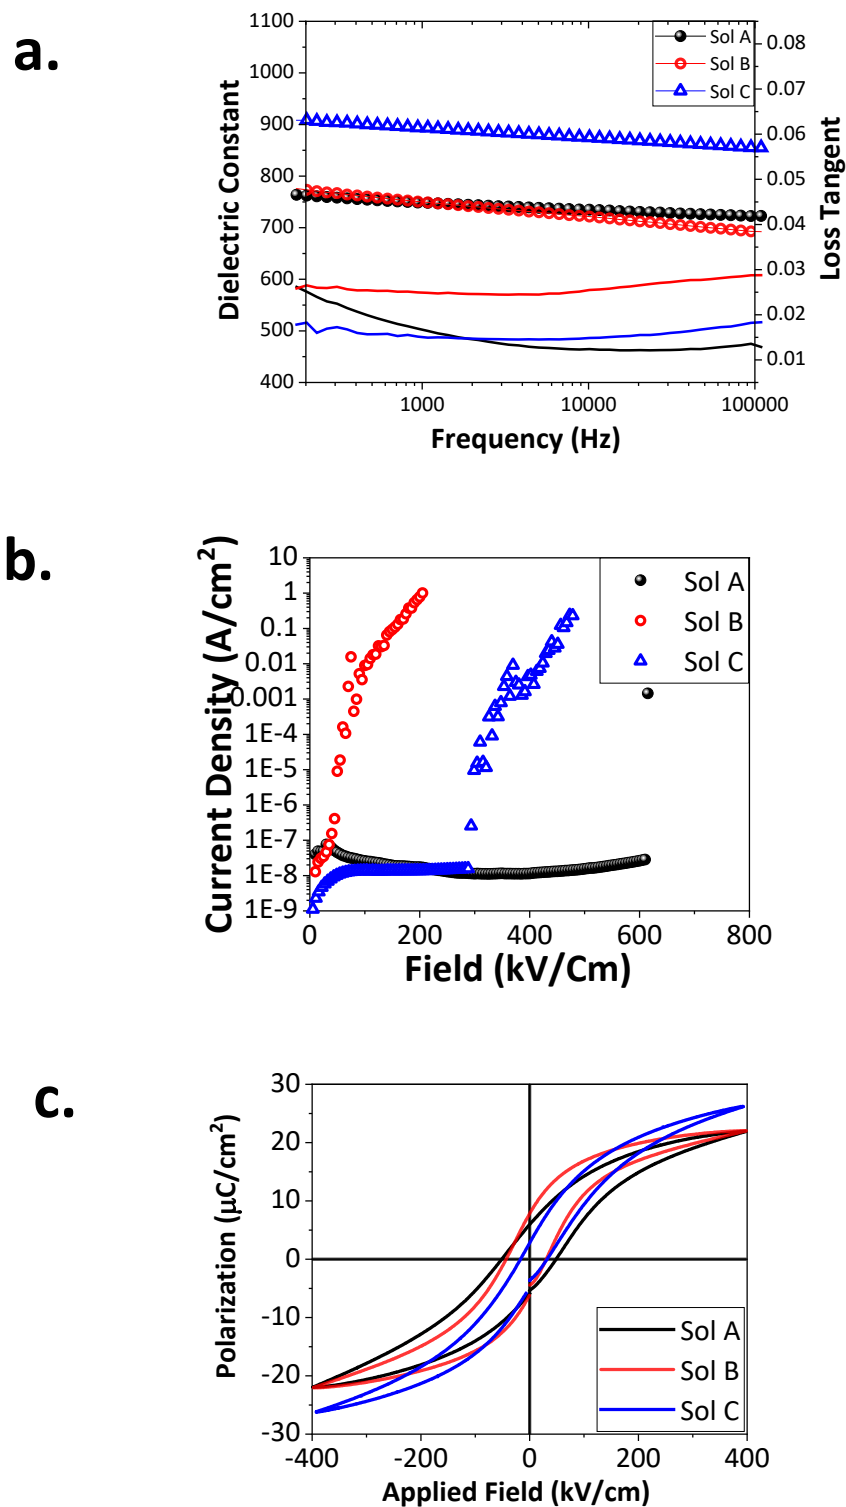 a.
1100
1000
900
800
700
600
500
400
Dielectric Constant
Sol A
Sol B
Sol C
0.08
0.07
0.06
0.05
0.04
0.03
0.02
0.01
Loss Tangent
1000
10000
100000
Frequency (Hz)
b.
10
1
0.1
0.01
0.001
1E-4
1E-5
1E-6
1E-7
1E-8
1E-9
Current Density (A/cm²)
Sol A
Sol B
Sol C
0
200
400
600
800
Field (kV/Cm)
c.
30
20
10
0
-10
-20
-30
Polarization (μC/cm²)
Sol A
Sol B
Sol C
-400
-200
0
200
400
Applied Field (kV/cm)